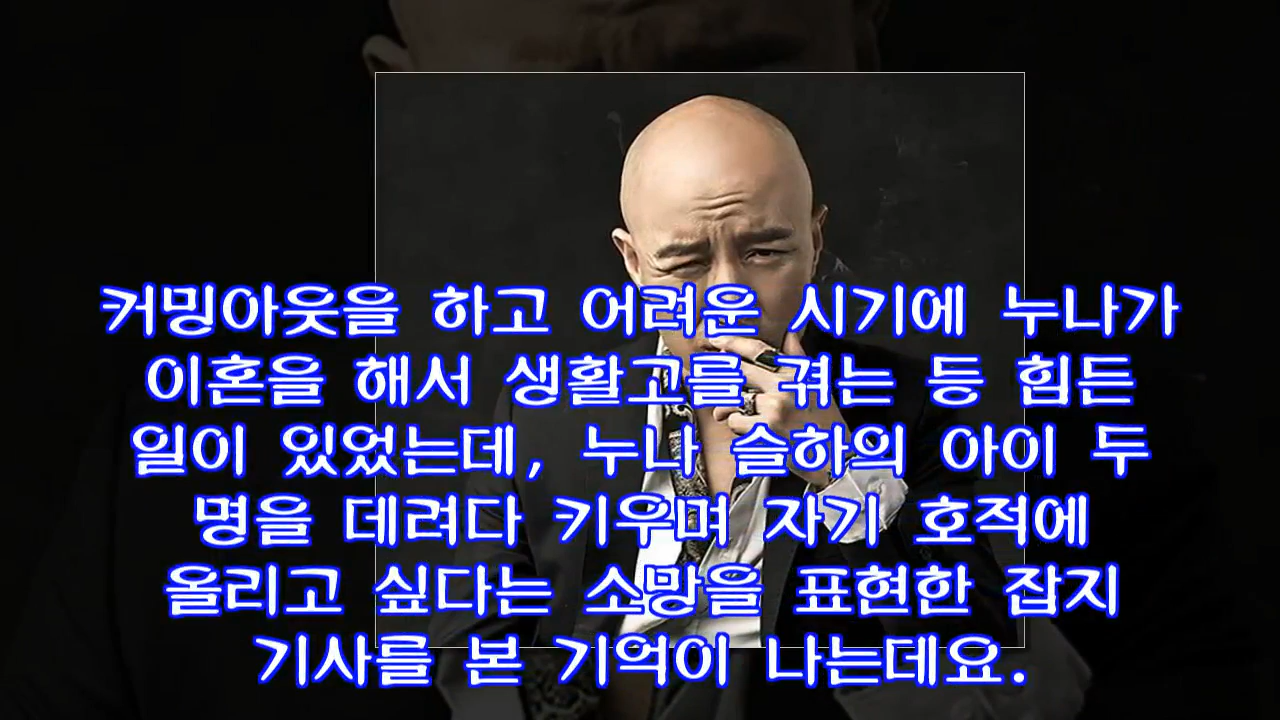 커밍아웃을 하고 어려운 시기에 누나가
이혼을 해서 생활고를 겪는 등 힘든
일이 있었는데, 누나 슬하의 아이 두
명을 데려다 키우며 자기 호적에
올리고 싶다는 소망을 표현한 잡지
기사를 본 기억이 나는데요.